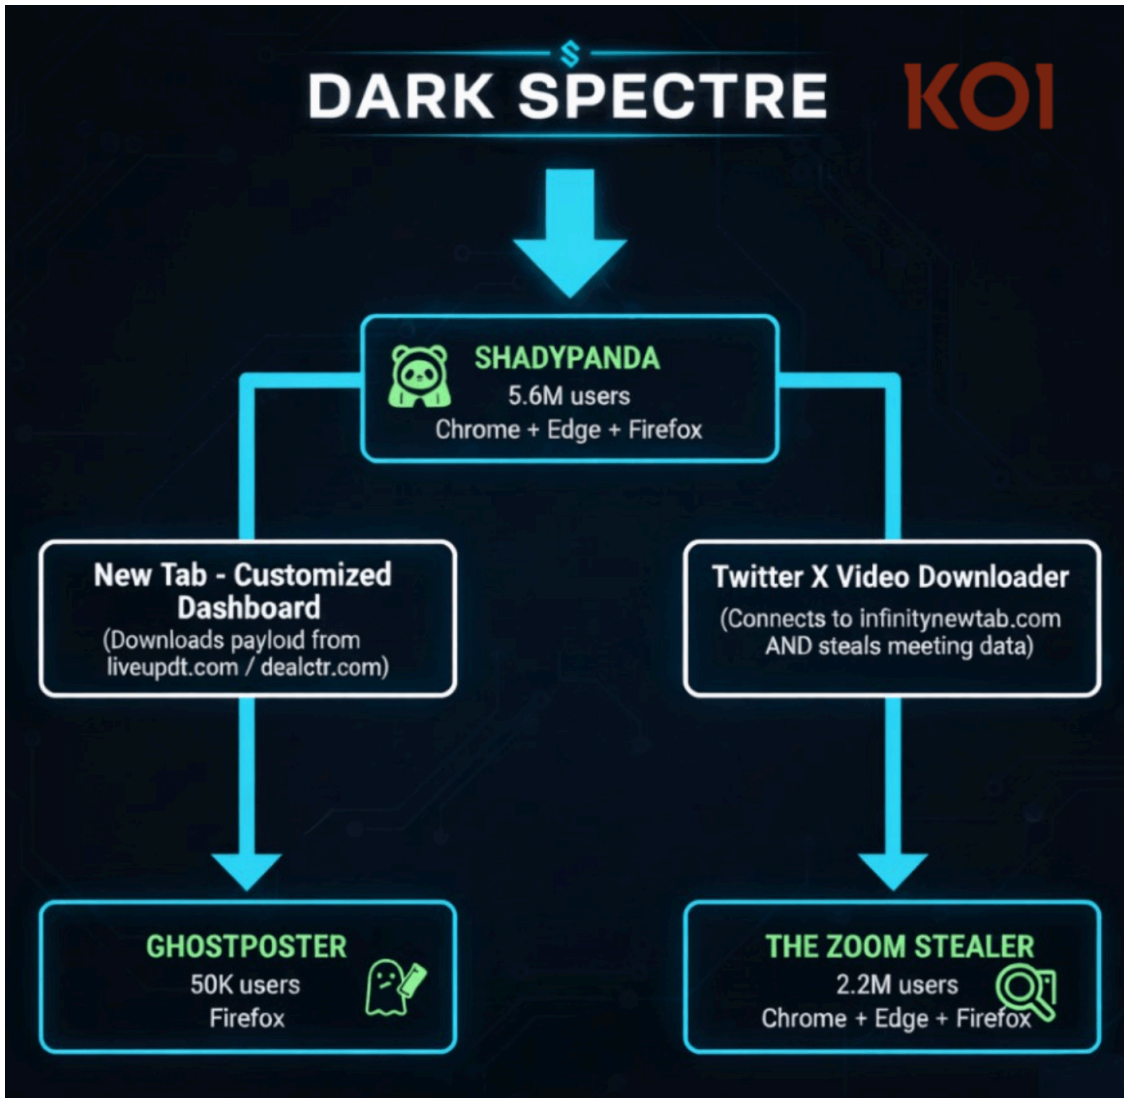 DARK SPECTRE
KOI
SHADYPANDA
5.6M users
Chrome + Edge + Firefox
New Tab - Customized
Dashboard
(Downloads payloıd from
liveupdt.com / dealctr.com)
Twitter X Video Downloader
(Connects to infinitynewtab.com
AND steals meeting data)
GHOSTPOSTER
50K users
Firefox
THE ZOOM STEALER
2.2M users
Chrome + Edge + Firefox